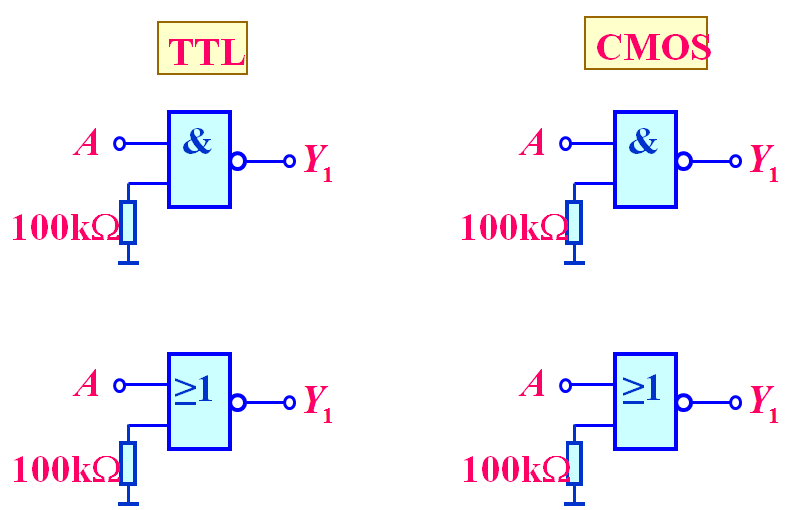 TTL CMOS
A & Y₁ A & Y₁
100kΩ 100kΩ
A ≥1 Y₁ A ≥1 Y₁
100kΩ 100kΩ